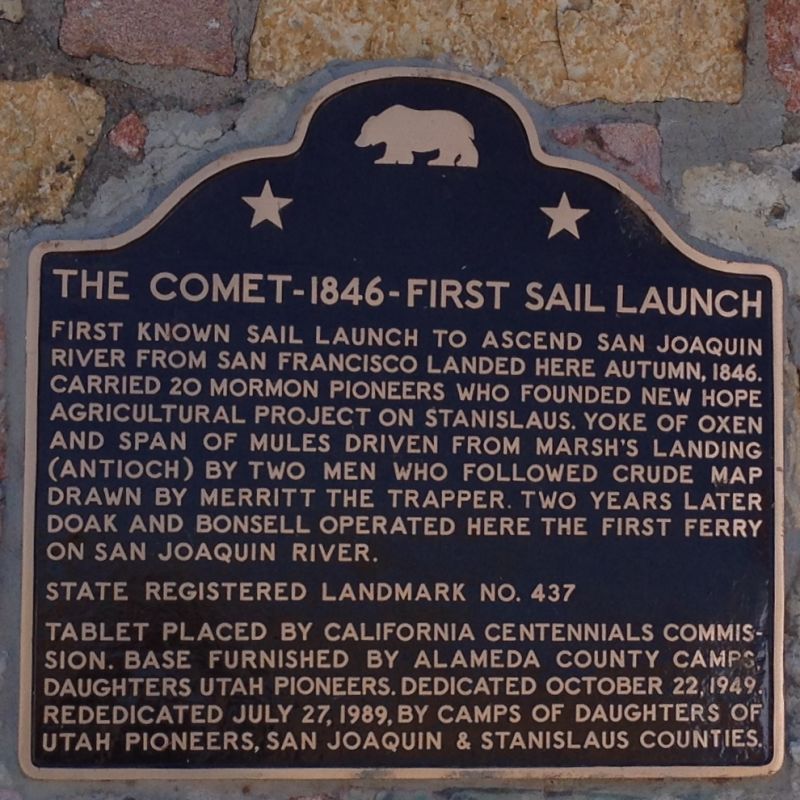 THE COMET-1846-FIRST SAIL LAUNCH
FIRST KNOWN SAIL LAUNCH TO ASCEND SAN JOAQUIN
RIVER FROM SAN FRANCISCO LANDED HERE AUTUMN, 1846.
CARRIED 20 MORMON PIONEERS WHO FOUNDED NEW HOPE
AGRICULTURAL PROJECT ON STANISLAUS. YOKE OF OXEN
AND SPAN OF MULES DRIVEN FROM MARSH'S LANDING
(ANTIOCH) BY TWO MEN WHO FOLLOWED CRUDE MAP
DRAWN BY MERRITT THE TRAPPER. TWO YEARS LATER
DOAK AND BONSELL OPERATED HERE THE FIRST FERRY
ON SAN JOAQUIN RIVER.
STATE REGISTERED LANDMARK NO. 437
TABLET PLACED BY CALIFORNIA CENTENNIALS COMMIS-
SION. BASE FURNISHED BY ALAMEDA COUNTY CAMPS,
DAUGHTERS UTAH PIONEERS. DEDICATED OCTOBER 22, 1949.
REDEDICATED JULY 27, 1989, BY CAMPS OF DAUGHTERS OF
UTAH PIONEERS, SAN JOAQUIN & STANISLAUS COUNTIES.